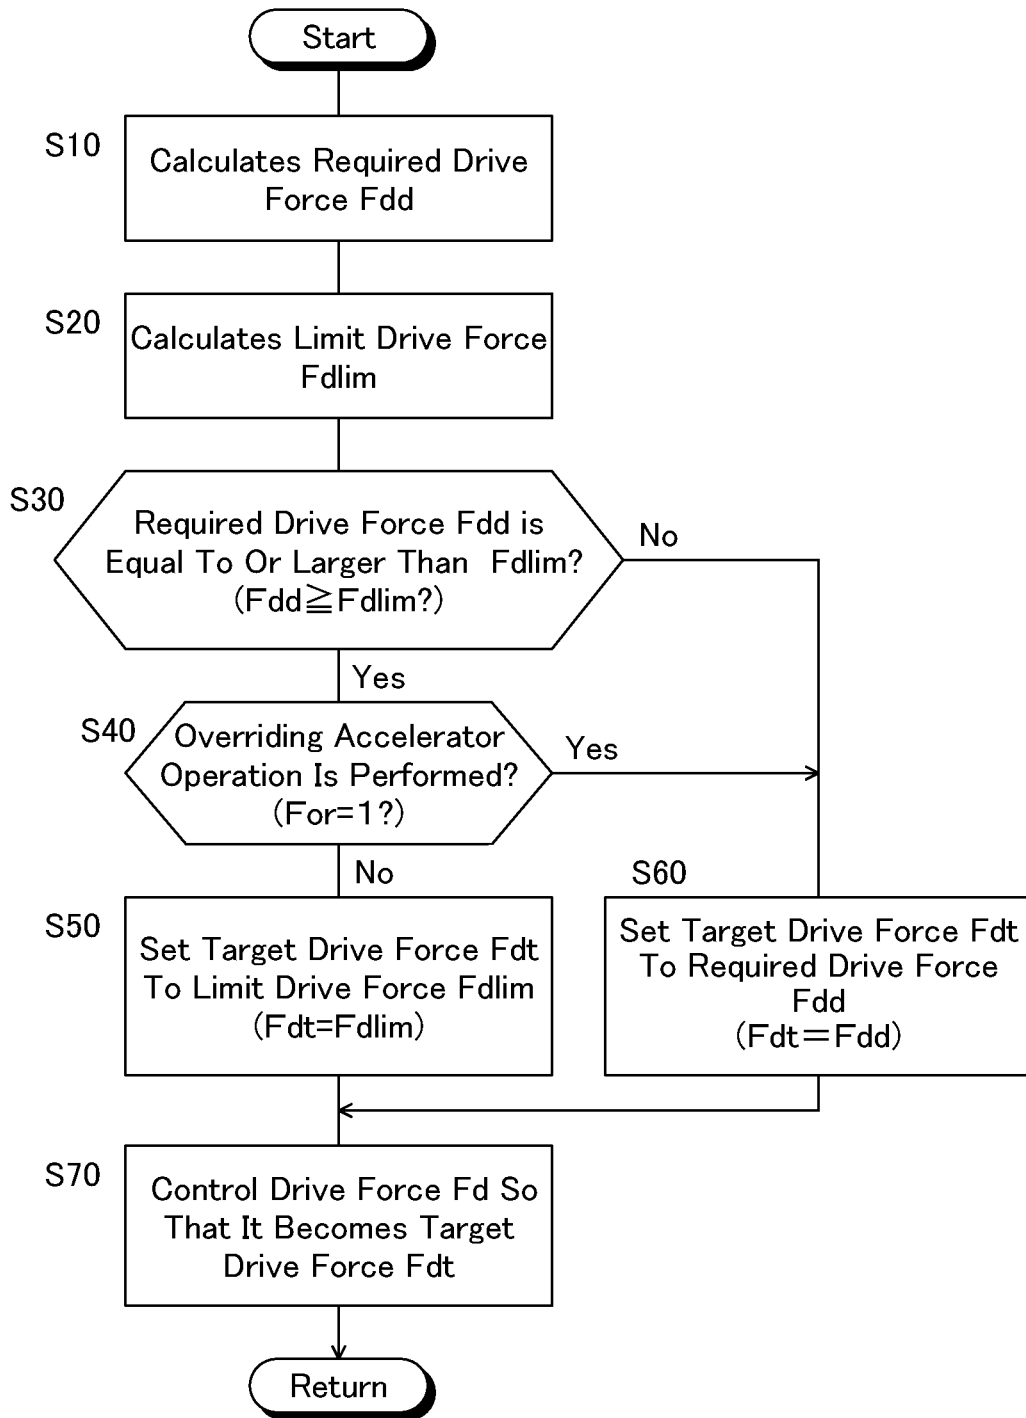 Start
S10
Calculates Required Drive
Force Fdd
S20
Calculates Limit Drive Force
Fdlim
S30
Required Drive Force Fdd is
Equal To Or Larger Than Fdlim?
(Fdd≧Fdlim?)
No
Yes
S40
Overriding Accelerator
Operation Is Performed?
(For=1?)
Yes
No
S50
Set Target Drive Force Fdt
To Limit Drive Force Fdlim
(Fdt=Fdlim)
S60
Set Target Drive Force Fdt
To Required Drive Force
Fdd
(Fdt=Fdd)
S70
Control Drive Force Fd So
That It Becomes Target
Drive Force Fdt
Return